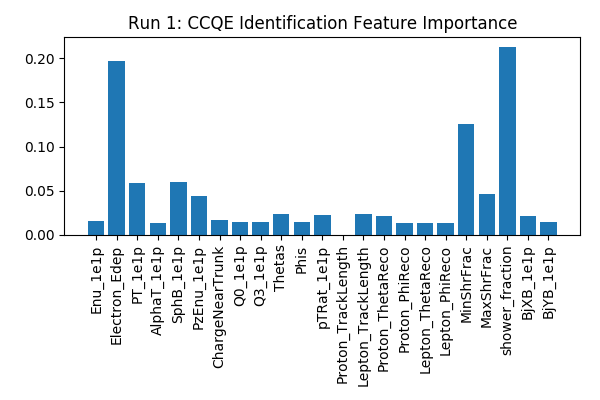 Run 1: CCQE Identification Feature Importance
0.20
0.15
0.10
0.05
0.00
Enu_1e1p
Electron_Edep
PT_1e1p
AlphaT_1e1p
SphB_1e1p
PzEnu_1e1p
ChargeNearTrunk
Q0_1e1p
Q3_1e1p
Thetas
Phis
pTRat_1e1p
Proton_TrackLength
Lepton_TrackLength
Proton_ThetaReco
Proton_PhiReco
Lepton_ThetaReco
Lepton_PhiReco
MinShrFrac
MaxShrFrac
shower_fraction
BjXB_1e1p
BjYB_1e1p